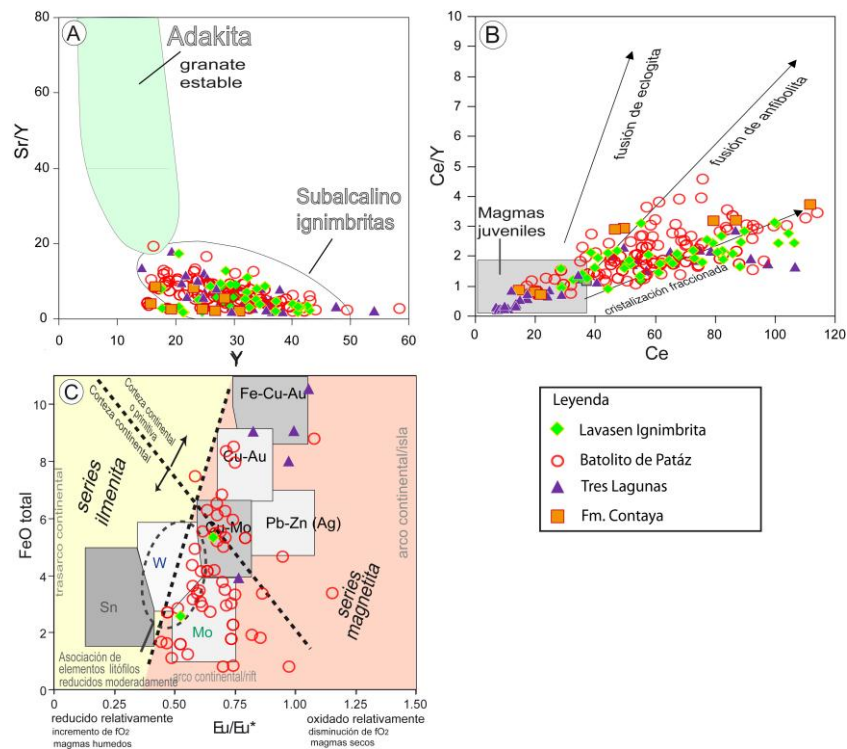 A
Adakita
granate
estable
Subalcalino
ignimbritas
Sr/Y
80
60
40
20
0
0
10
20
30
40
50
60
Y
B
fusión de eclogita
fusión de anfibolita
Magmas
juveniles
cristalización fraccionada
Ce/Y
10
9
8
7
6
5
4
3
2
1
0
0
20
40
60
80
100
120
Ce
C
Corteza continental
o primitiva
Corteza continental
series
ilmenita
trasarco continental
Fe-Cu-Au
Cu-Au
Cu-Mo
Pb-Zn (Ag)
W
Sn
Mo
series
magnetita
arco continental/isla
Asociación de
elementos litófilos
reducidos moderadamente
arco continental/rift
FeO total
10
8
6
4
2
0
0
0.25
0.50
0.75
1.00
1.25
1.50
reducido relativamente
incremento de fO2
magmas humedos
Eu/Eu*
oxidado relativamente
disminución de fO2
magmas secos
Leyenda
Lavasen Ignimbrita
Batolito de Patáz
Tres Lagunas
Fm. Contaya